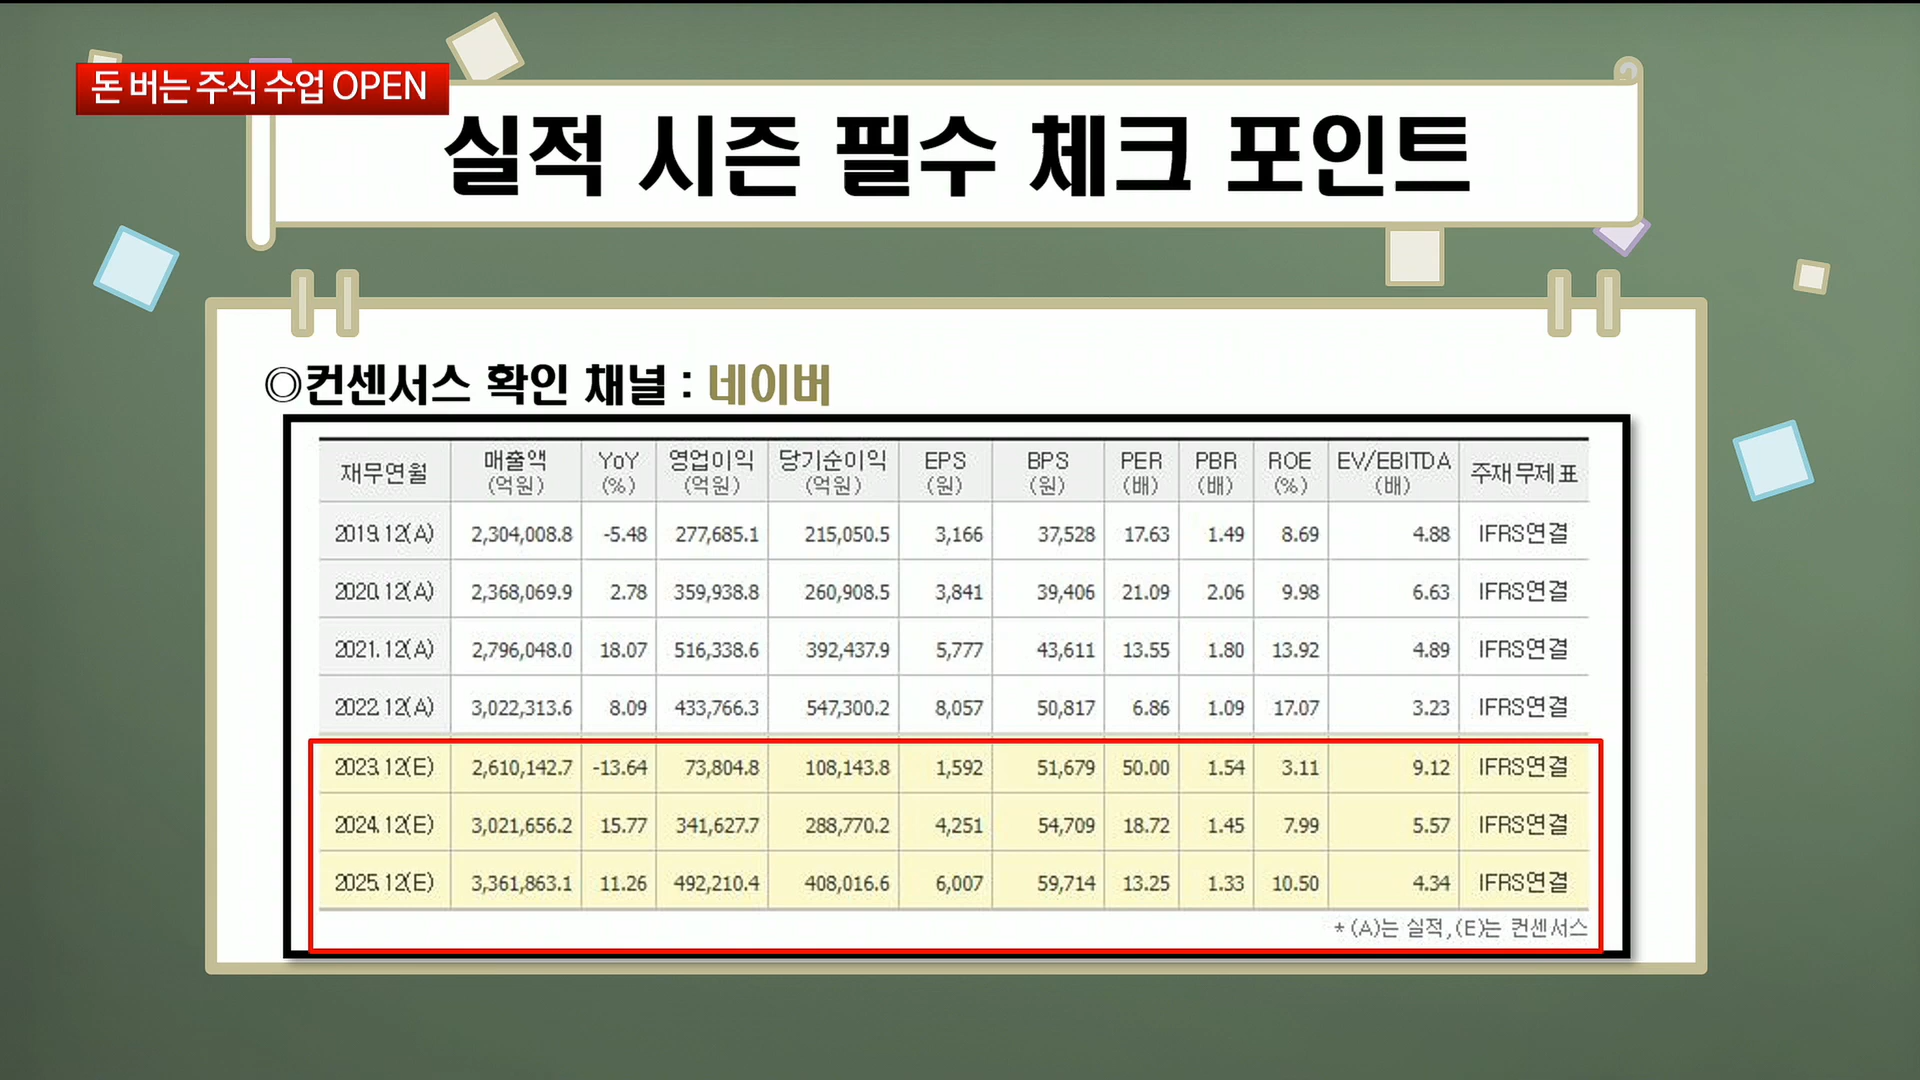 돈 버는 주식 수업 OPEN
실적 시즌 필수 체크 포인트
◎컨센서스 확인 채널 : 네이버
재무연월 매출액 (억원) YoY (%) 영업이익 (억원) 당기순이익 (억원) EPS (원) BPS (원) PER (배) PBR (배) ROE (%) EV/EBITDA (배) 주재무제표
2019.12(A) 2,304,008.8 -5.48 277,685.1 215,050.5 3,166 37,528 17.63 1.49 8.69 4.88 IFRS연결
2020.12(A) 2,368,069.9 2.78 359,938.8 260,908.5 3,841 39,406 21.09 2.06 9.98 6.63 IFRS연결
2021.12(A) 2,796,048.0 18.07 516,338.6 392,437.9 5,777 43,611 13.55 1.80 13.92 4.89 IFRS연결
2022.12(A) 3,022,313.6 8.09 433,766.3 547,300.2 8,057 50,817 6.86 1.09 17.07 3.23 IFRS연결
2023.12(E) 2,610,142.7 -13.64 73,804.8 108,143.8 1,592 51,679 50.00 1.54 3.11 9.12 IFRS연결
2024.12(E) 3,021,656.2 15.77 341,627.7 288,770.2 4,251 54,709 18.72 1.45 7.99 5.57 IFRS연결
2025.12(E) 3,361,863.1 11.26 492,210.4 408,016.6 6,007 59,714 13.25 1.33 10.50 4.34 IFRS연결
* (A)는 실적, (E)는 컨센서스